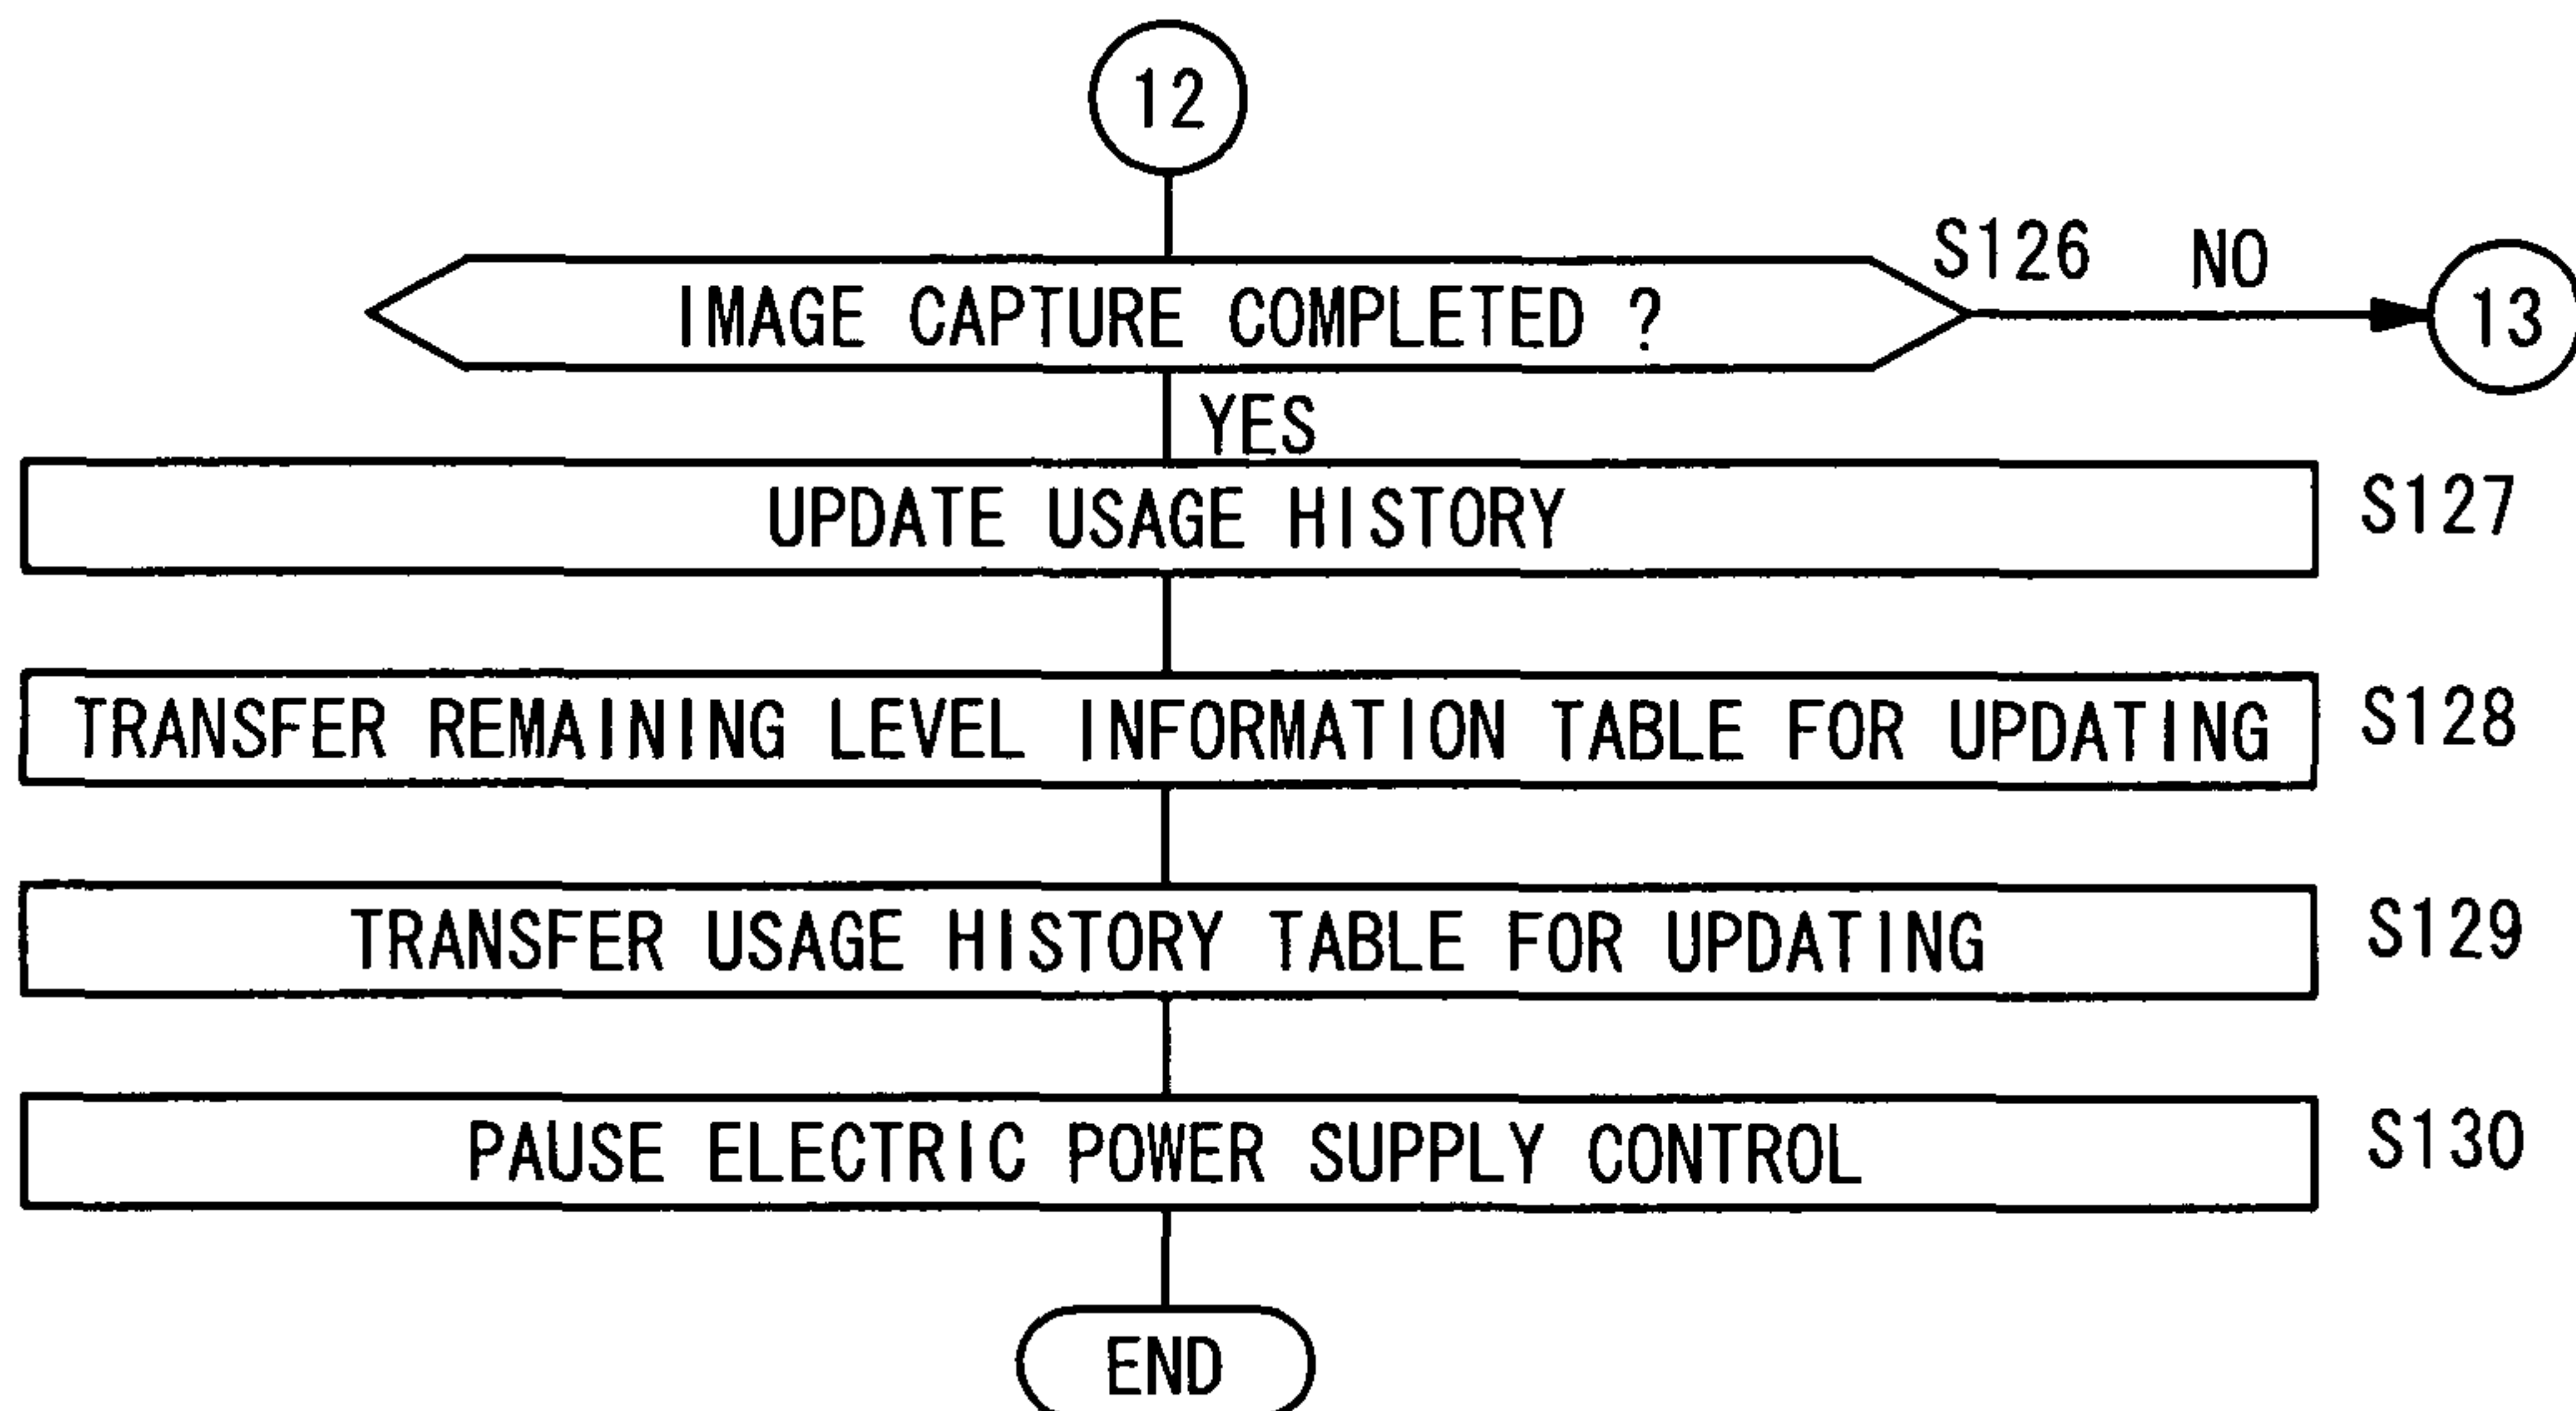 12
S126 NO
IMAGE CAPTURE COMPLETED ?
13
YES
UPDATE USAGE HISTORY
S127
TRANSFER REMAINING LEVEL INFORMATION TABLE FOR UPDATING
S128
TRANSFER USAGE HISTORY TABLE FOR UPDATING
S129
PAUSE ELECTRIC POWER SUPPLY CONTROL
S130
END